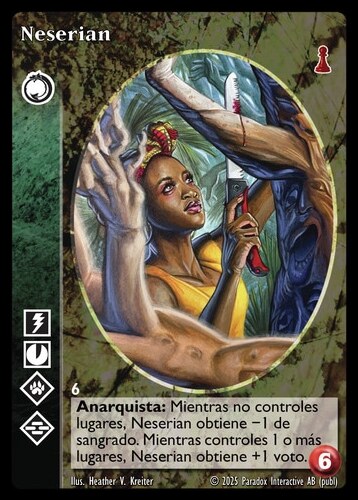 Neserian
6
Anarquista: Mientras no controles
lugares, Neserian obtiene −1 de
sangrado. Mientras controles 1 o más
lugares, Neserian obtiene +1 voto.
6
Ilus. Heather V. Kreiter
© 2025 Paradox Interactive AB (publ)